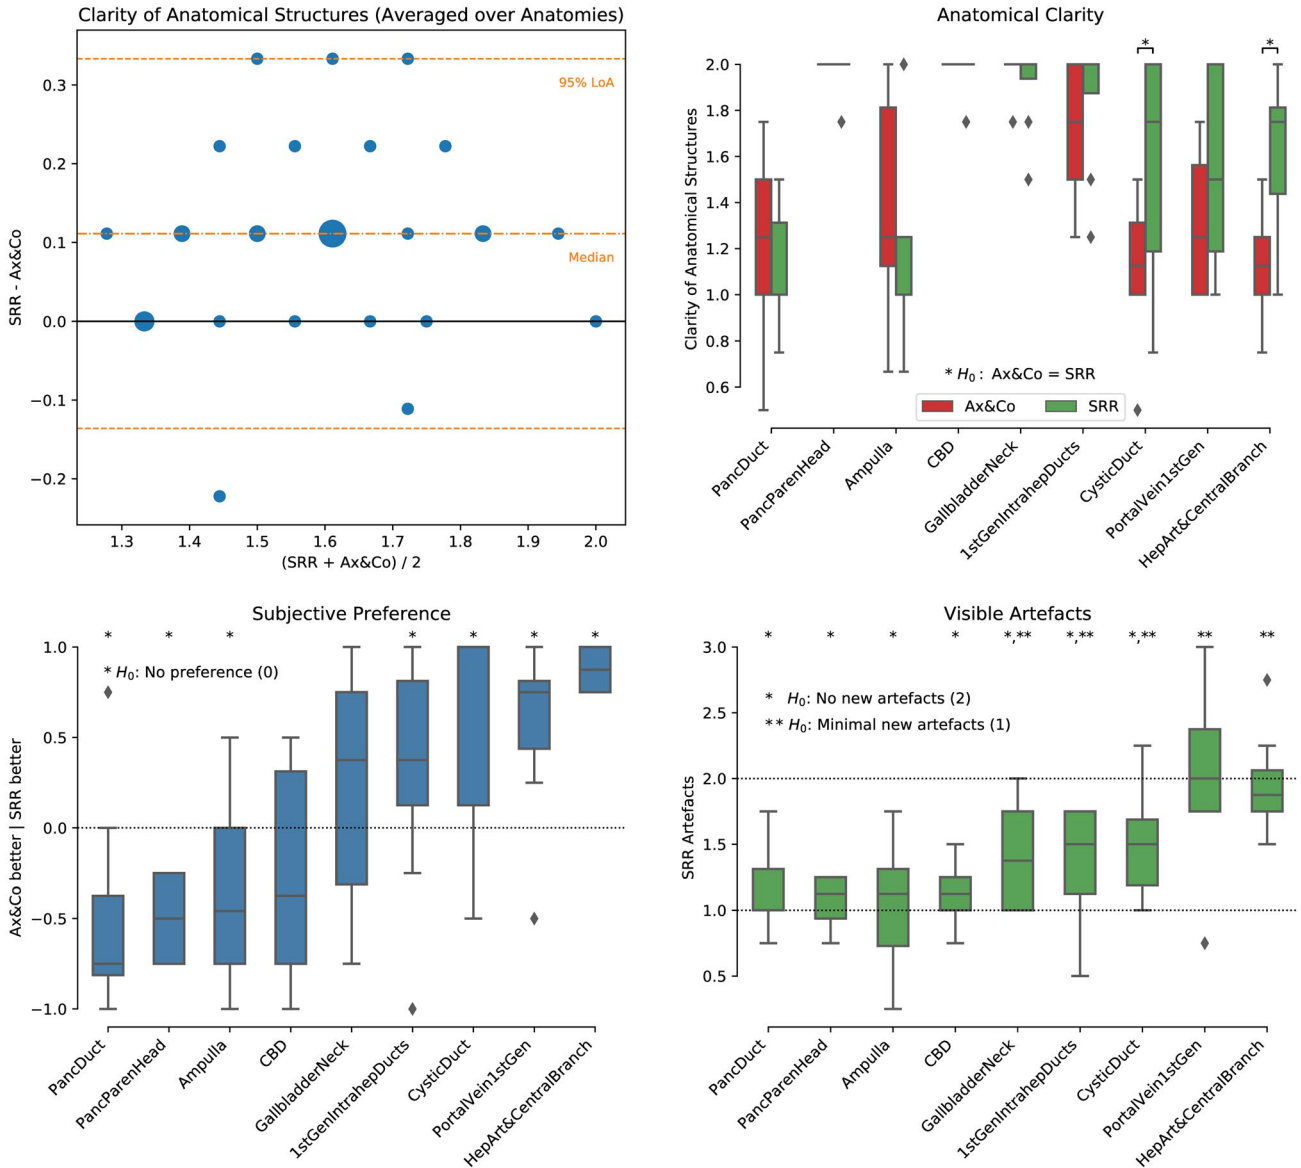 Clarity of Anatomical Structures (Averaged over Anatomies)
SRR - Ax&Co
0.3
0.2
0.1
0.0
−0.1
−0.2
95% LoA
Median
1.3 1.4 1.5 1.6 1.7 1.8 1.9 2.0
(SRR + Ax&Co) / 2
Anatomical Clarity
Clarity of Anatomical Structures
* *
2.0
1.8
1.6
1.4
1.2
1.0
0.8
0.6
* H₀: Ax&Co = SRR
Ax&Co SRR
PancDuct
PancParenHead
Ampulla
CBD
GallbladderNeck
1stGenIntrahepDucts
CysticDuct
PortalVein1stGen
HepArt&CentralBranch
Subjective Preference
Ax&Co better | SRR better
* * * * * * *
* H₀: No preference (0)
1.0
0.5
0.0
−0.5
−1.0
PancDuct
PancParenHead
Ampulla
CBD
GallbladderNeck
1stGenIntrahepDucts
CysticDuct
PortalVein1stGen
HepArt&CentralBranch
Visible Artefacts
SRR Artefacts
* * * * *,** *,** *,** ** **
* H₀: No new artefacts (2)
** H₀: Minimal new artefacts (1)
3.0
2.5
2.0
1.5
1.0
0.5
PancDuct
PancParenHead
Ampulla
CBD
GallbladderNeck
1stGenIntrahepDucts
CysticDuct
PortalVein1stGen
HepArt&CentralBranch